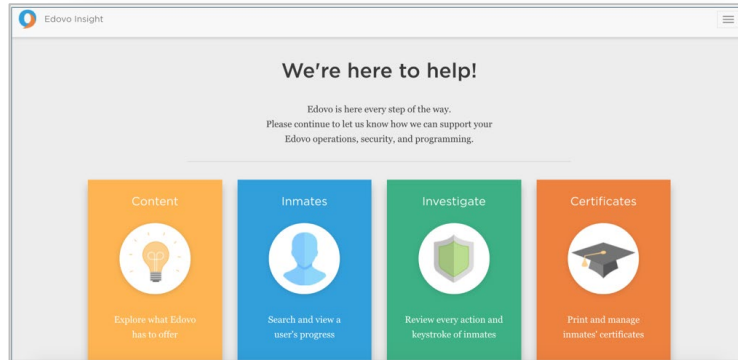 Edovo Insight
We're here to help!
Edovo is here every step of the way.
Please continue to let us know how we can support your
Edovo operations, security, and programming.
Content
Explore what Edovo
has to offer
Inmates
Search and view a
user's progress
Investigate
Review every action and
keystroke of inmates
Certificates
Print and manage
inmates' certificates